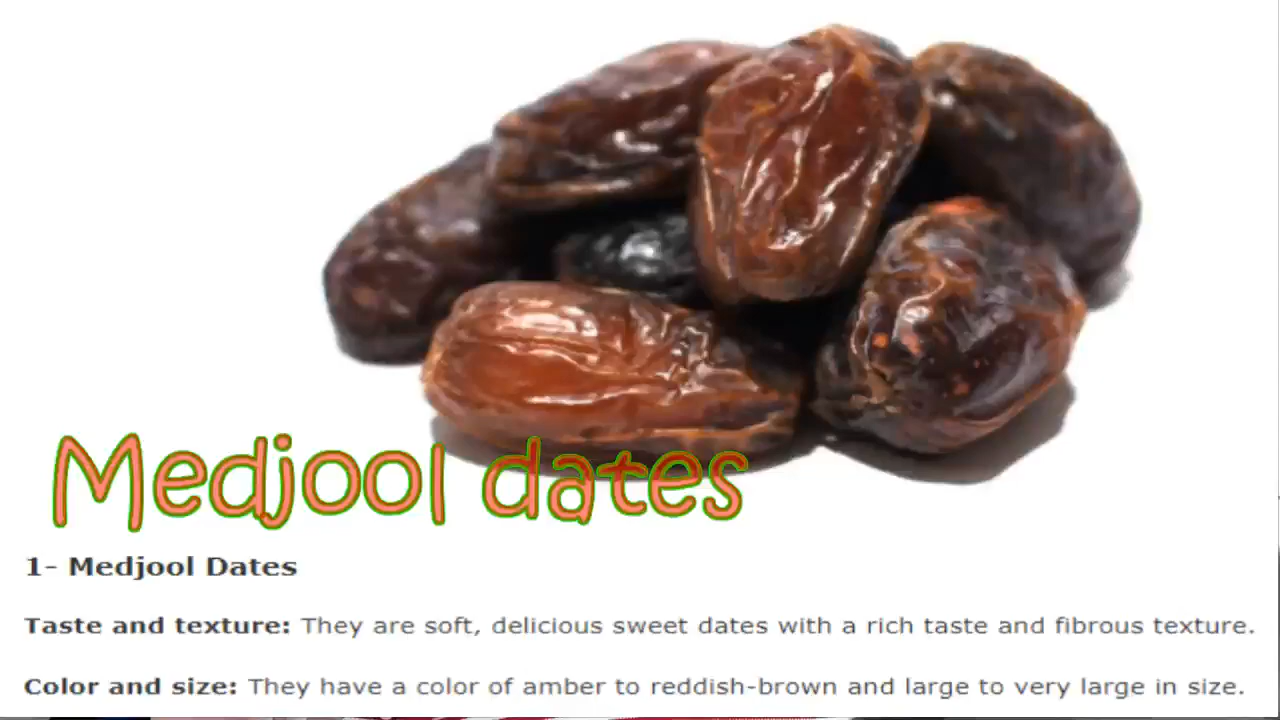 Medjool dates
1- Medjool Dates
Taste and texture: They are soft, delicious sweet dates with a rich taste and fibrous texture.
Color and size: They have a color of amber to reddish-brown and large to very large in size.